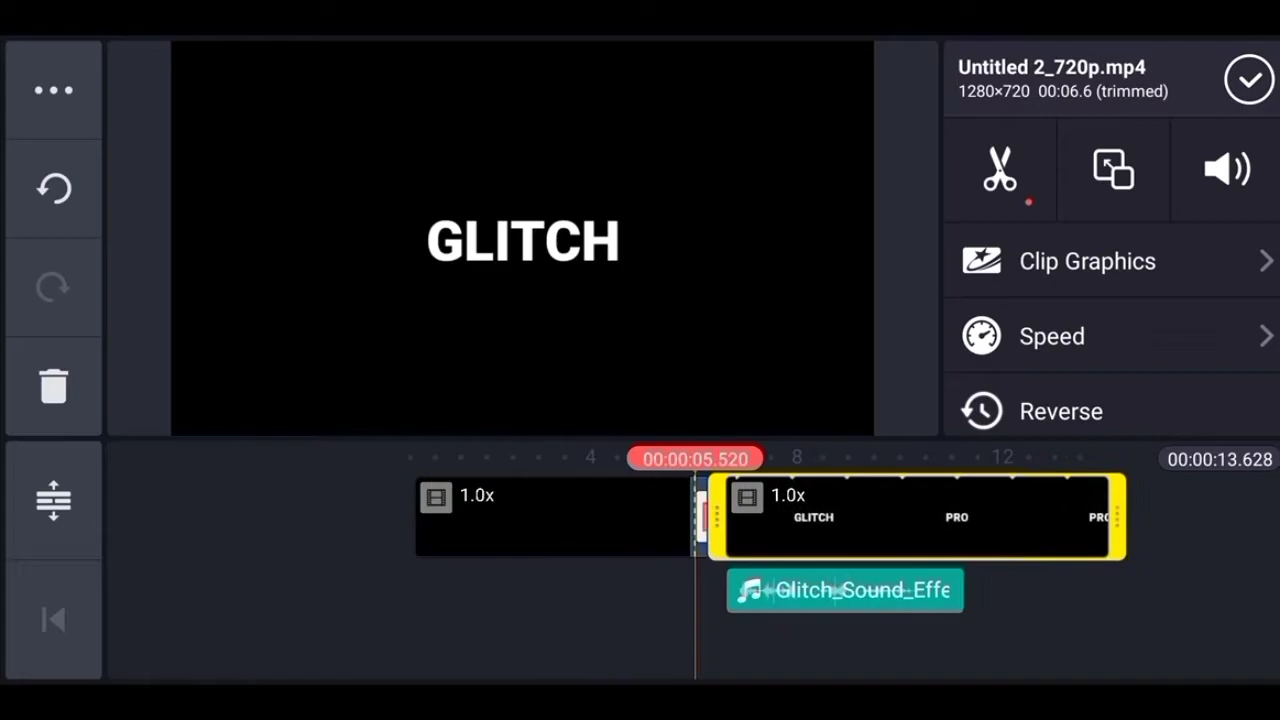 Untitled 2_720p.mp4
1280×720 00:06.6 (trimmed)
GLITCH
Clip Graphics
Speed
Reverse
4
00:00:05.520
8
12
00:00:13.628
1.0x
1.0x
GLITCH
PRO
PRO
Glitch_Sound_Effe